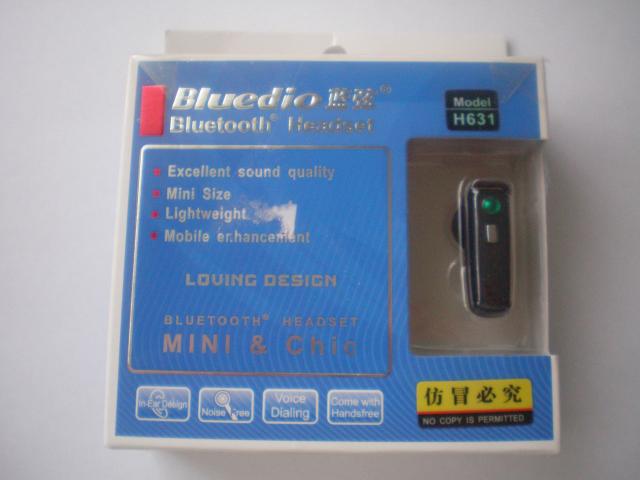 Bluedio 蓝弦®
Bluetooth® Headset
Model
H631
Excellent sound quality
Mini Size
Lightweight
Mobile er.hancement
LOVING DESIGN
BLUETOOTH® HEADSET
MINI & Chic
In-Ear Design
Noise Free
Voice
Dialing
Come with
Handsfree
仿冒必究
NO COPY IS PERMITTED